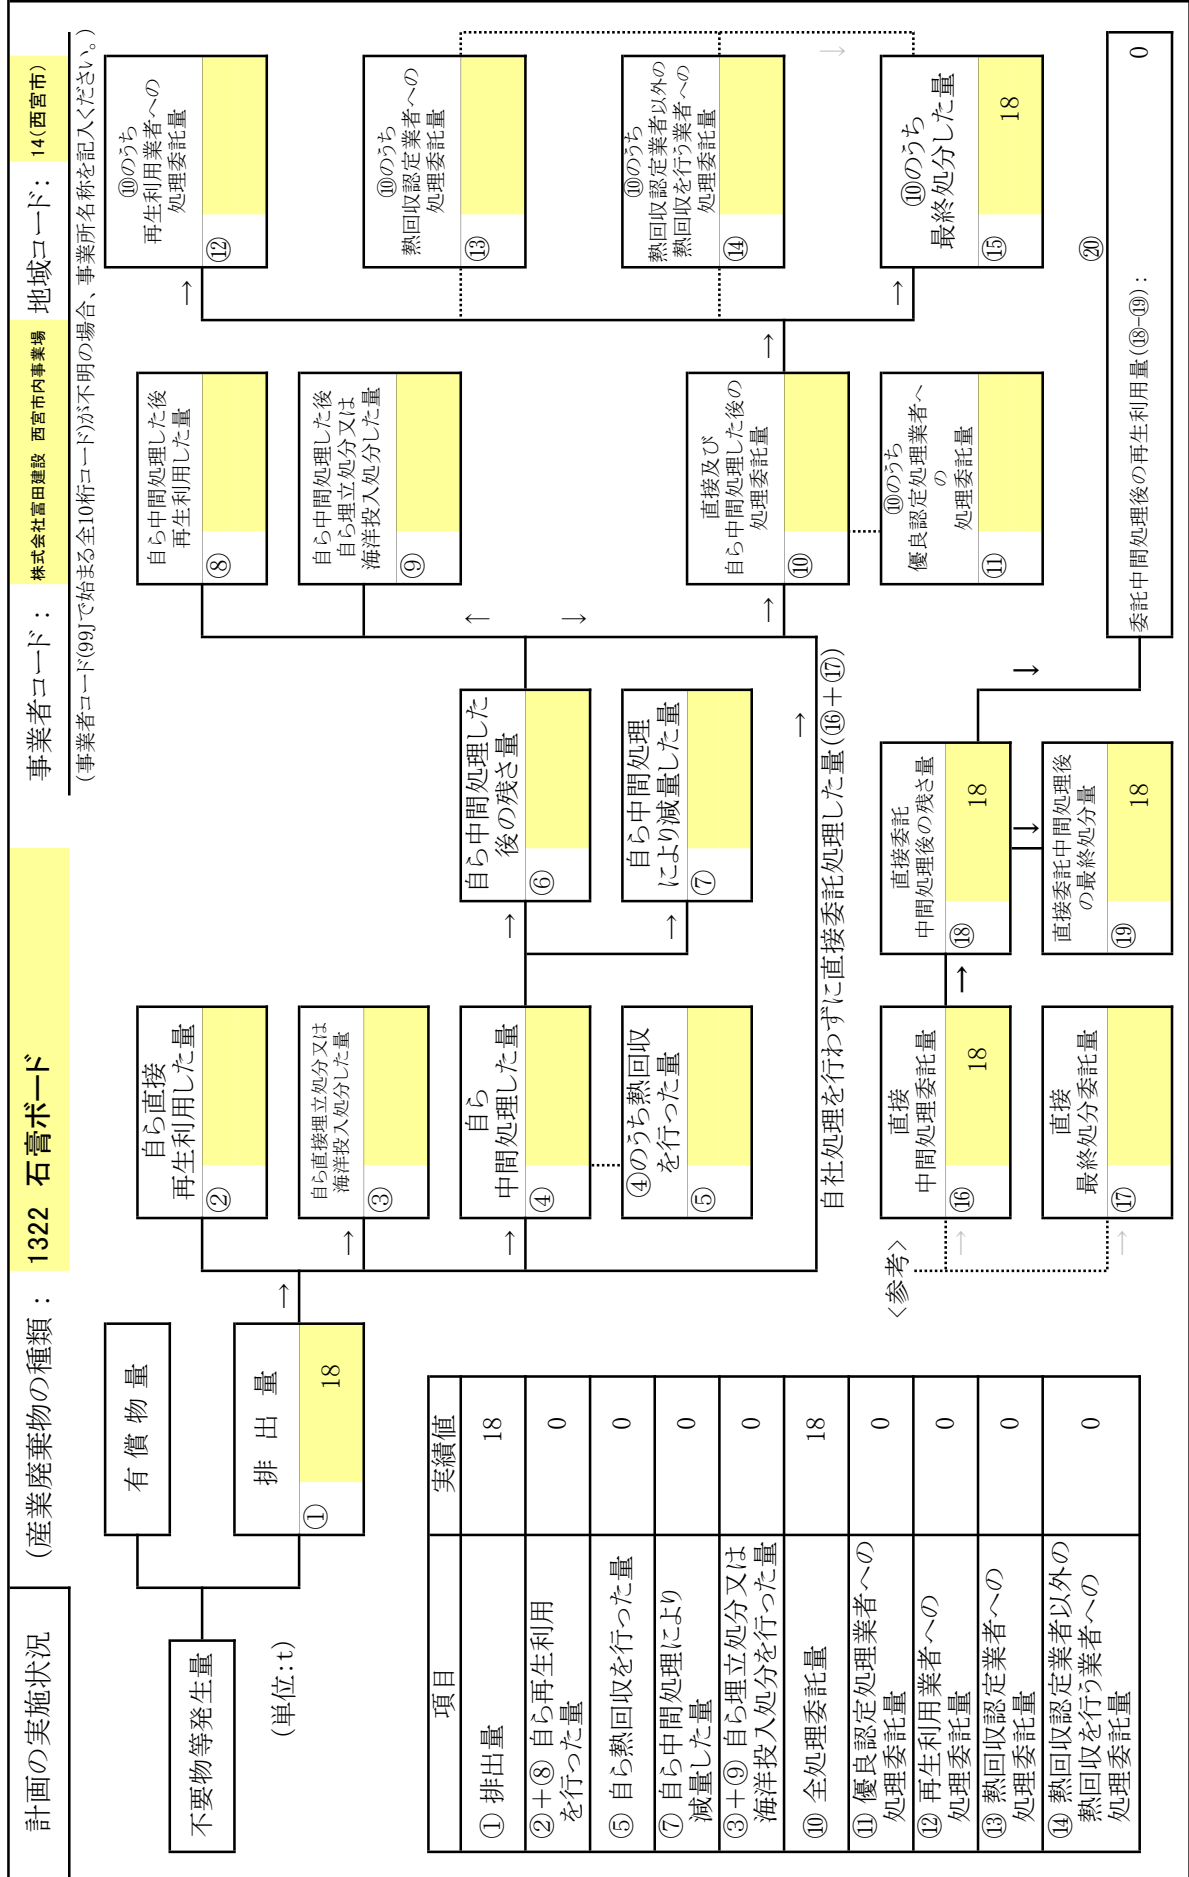 計画の実施状況
(産業廃棄物の種類：
1322 石膏ボード
事業者コード：
株式会社富田建設 西宮市内事業場
地域コード：
14(西宮市)
(事業者コード(99Jで始まる全10桁コード)が不明の場合、事業所名称を記入ください。)
不要物等発生量
(単位:t)
有 償 物 量
排 出 量
① 18
→
自ら直接
再生利用した量
②
→
自ら直接埋立処分又は
海洋投入処分した量
③
→
自ら
中間処理した量
④
④のうち熱回収
を行った量
⑤
→
自ら中間処理した
後の残さ量
⑥
→
自ら中間処理
により減量した量
⑦
→
自社処理を行わずに直接委託処理した量(⑯＋⑰)
自ら中間処理した後
再生利用した量
⑧
自ら中間処理した後
自ら埋立処分又は
海洋投入処分した量
⑨
↑
↓
→
直接及び
自ら中間処理した後の
処理委託量
⑩
⑩のうち
優良認定処理業者へ
の
処理委託量
⑪
→
→
⑩のうち
再生利用業者への
処理委託量
⑫
⑩のうち
熱回収認定業者への
処理委託量
⑬
⑩のうち
熱回収認定業者以外の
熱回収を行う業者への
処理委託量
⑭
↓
→
⑩のうち
最終処分した量
⑮ 18
<参考>
→
直接
中間処理委託量
⑯ 18
→
直接
最終処分委託量
⑰
→
直接委託
中間処理後の残さ量
⑱ 18
↓
直接委託中間処理後
の最終処分量
⑲ 18
↓
⑳
委託中間処理後の再生利用量(⑱-⑲)： 0
項目 実績値
① 排出量 18
②＋⑧ 自ら再生利用
を行った量 0
⑤ 自ら熱回収を行った量 0
⑦ 自ら中間処理により
減量した量 0
③＋⑨ 自ら埋立処分又は
海洋投入処分を行った量 0
⑩ 全処理委託量 18
⑪ 優良認定処理業者への
処理委託量 0
⑫ 再生利用業者への
処理委託量 0
⑬ 熱回収認定業者への
処理委託量 0
⑭ 熱回収認定業者以外の
熱回収を行う業者への
処理委託量 0